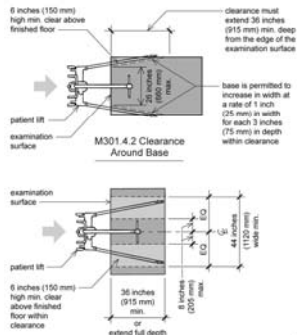 6 inches (150 mm)
high min. clear above
finished floor
clearance must
extend 36 inches
(915 mm) min. deep
from the edge of the
examination surface
26 inches
(660 mm)
max.
base is permitted to
increase in width at
a rate of 1 inch
(25 mm) in width
for each 3 inches
(75 mm) in depth
within clearance
patient lift
examination
surface
M301.4.2 Clearance
Around Base
examination
surface
EQ
EQ
44 inches
(1120 mm)
wide min.
patient lift
6 inches (150 mm)
high min. clear
above finished
floor within
clearance
36 inches
(915 mm)
min.
or
extend full depth
8 inches
(205 mm)
max.